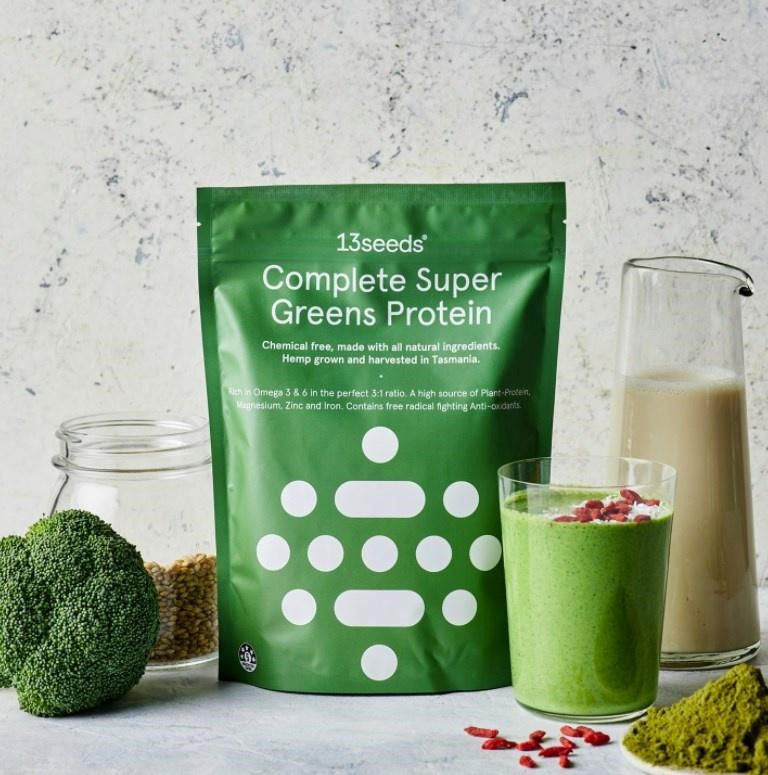 13seeds®
Complete Super
Greens Protein
Chemical free, made with all natural ingredients.
Hemp grown and harvested in Tasmania.
Rich in Omega 3 & 6 in the perfect 3:1 ratio. A high source of Plant-Protein,
Magnesium, Zinc and Iron. Contains free radical fighting Anti-oxidants.